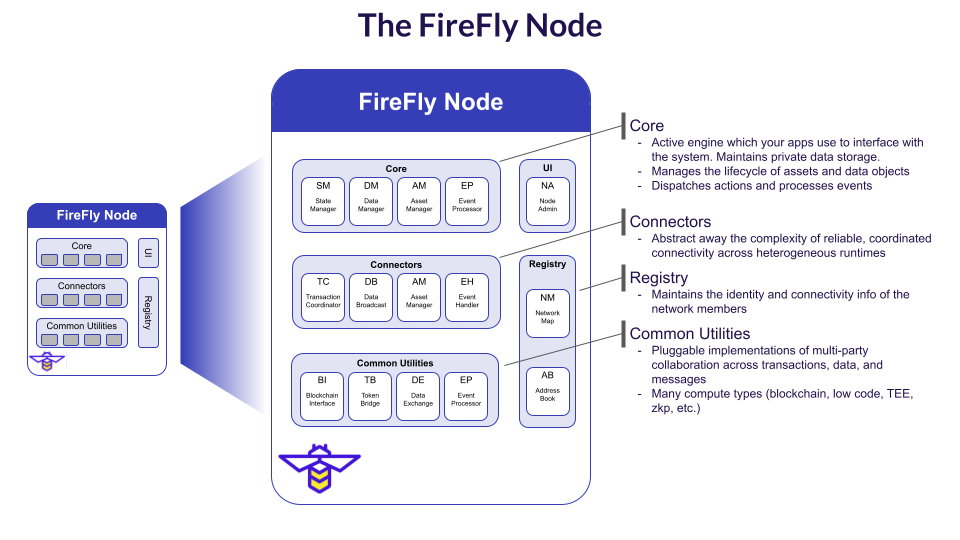 The FireFly Node
FireFly Node
Core
UI
Connectors
Registry
Common Utilities
FireFly Node
Core
SM
State
Manager
DM
Data
Manager
AM
Asset
Manager
EP
Event
Processor
UI
NA
Node
Admin
Connectors
TC
Transaction
Coordinator
DB
Data
Broadcast
AM
Asset
Manager
EH
Event
Handler
Registry
NM
Network
Map
AB
Address
Book
Common Utilities
BI
Blockchain
Interface
TB
Token
Bridge
DE
Data
Exchange
EP
Event
Processor
Core
- Active engine which your apps use to interface with
the system. Maintains private data storage.
- Manages the lifecycle of assets and data objects
- Dispatches actions and processes events
Connectors
- Abstract away the complexity of reliable, coordinated
connectivity across heterogeneous runtimes
Registry
- Maintains the identity and connectivity info of the
network members
Common Utilities
- Pluggable implementations of multi-party
collaboration across transactions, data, and
messages
- Many compute types (blockchain, low code, TEE,
zkp, etc.)